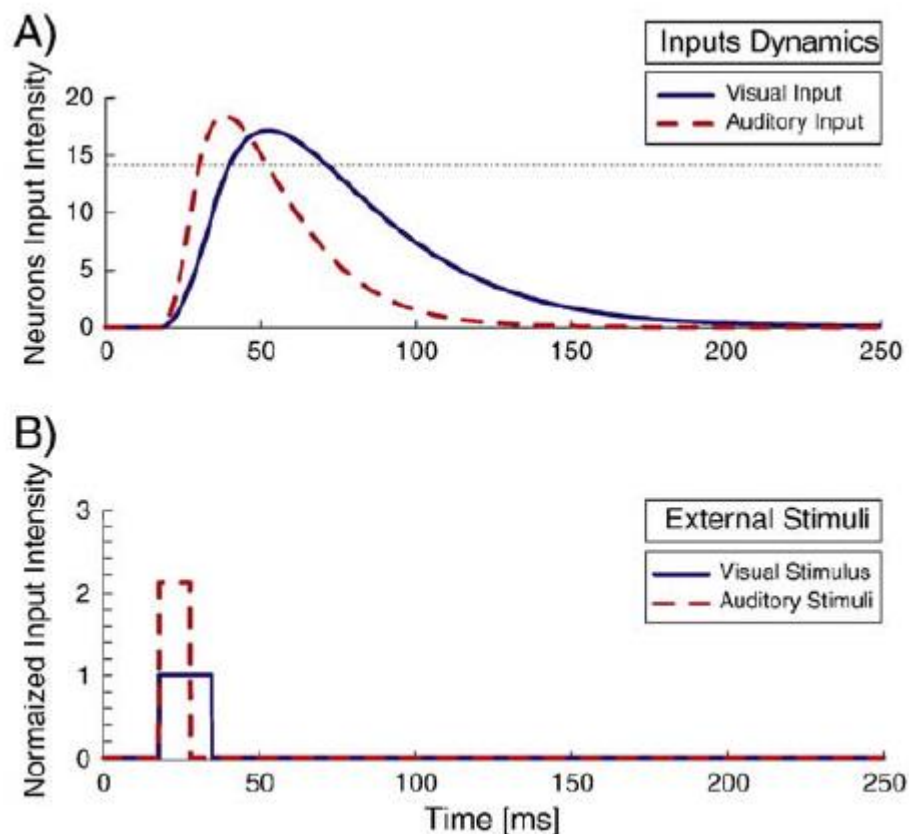 A)
Inputs Dynamics
Visual Input
Auditory Input
Neurons Input Intensity
20
15
10
5
0
0 50 100 150 200 250
B)
External Stimuli
Visual Stimulus
Auditory Stimuli
Normaized Input Intensity
3
2
1
0
0 50 100 150 200 250
Time [ms]